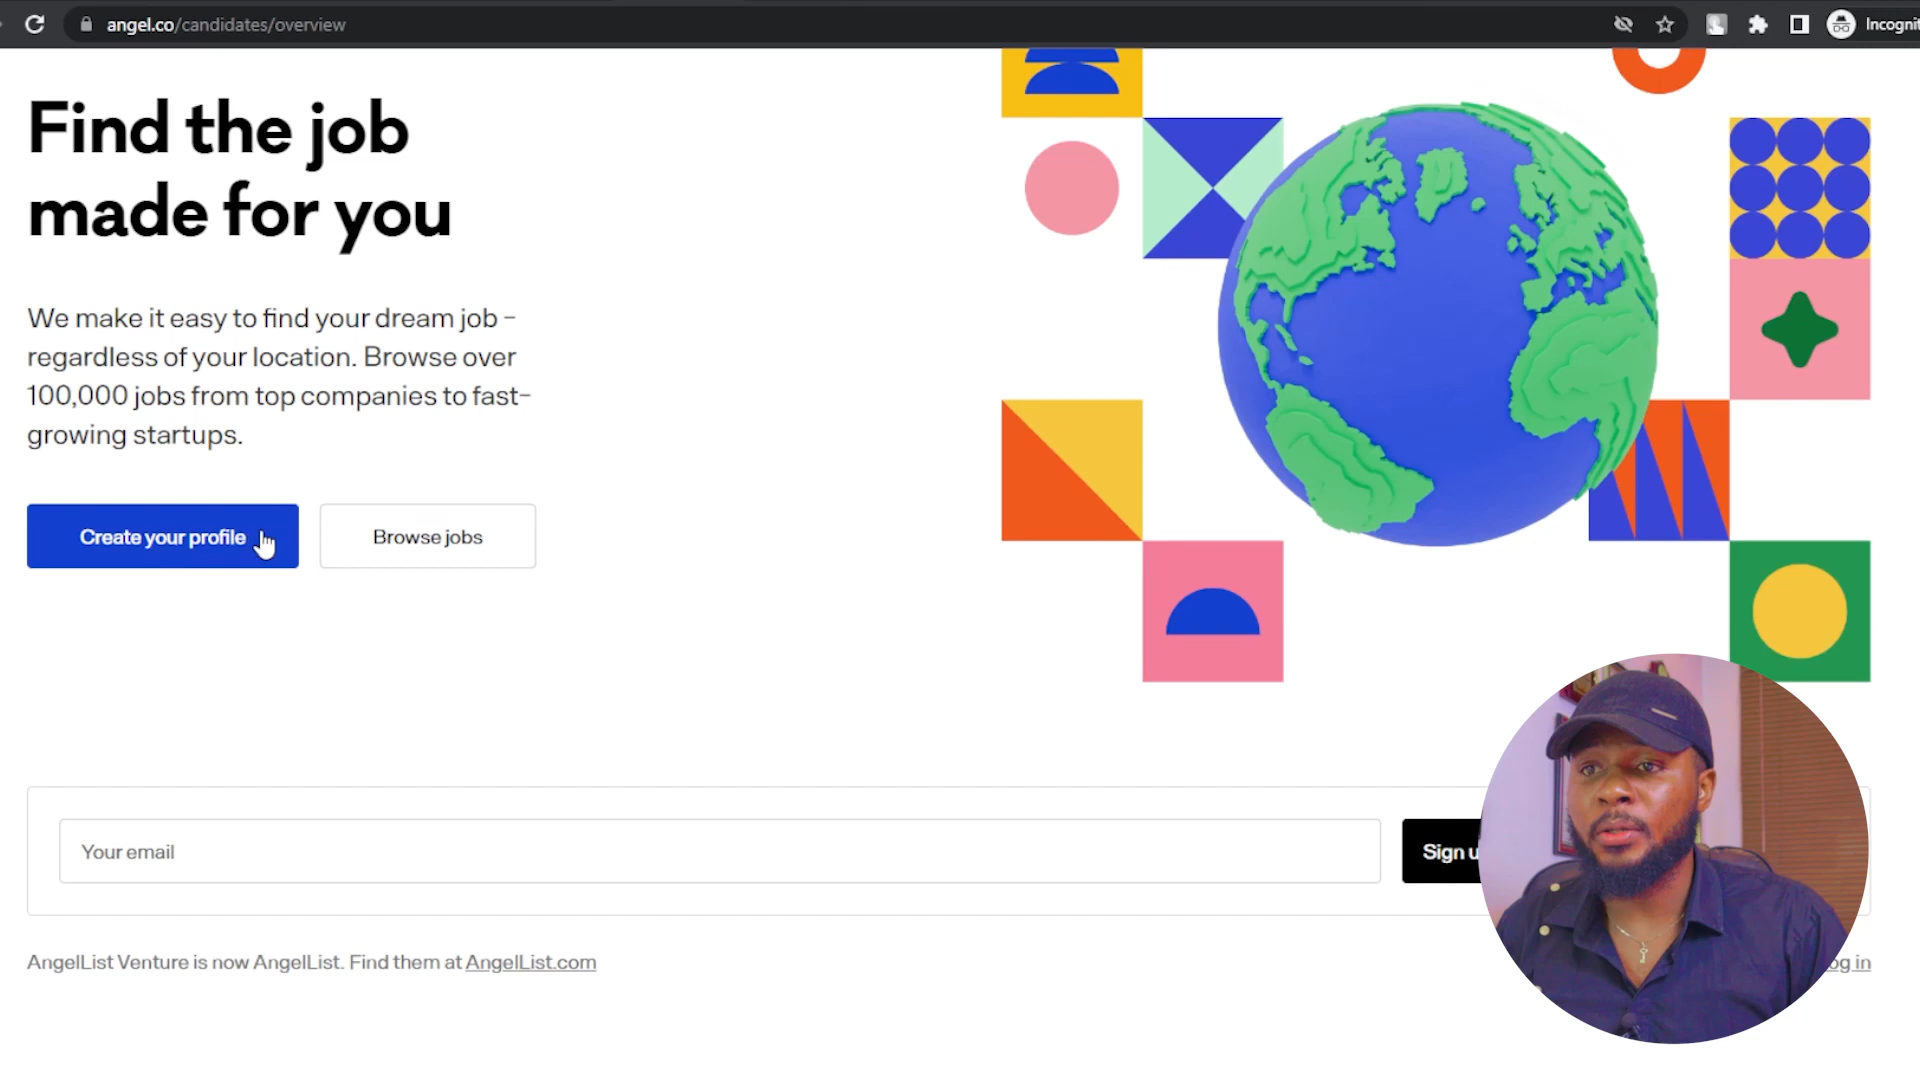 angel.co/candidates/overview
Find the job
made for you
We make it easy to find your dream job –
regardless of your location. Browse over
100,000 jobs from top companies to fast-
growing startups.
Create your profile
Browse jobs
Your email
Sign u
AngelList Venture is now AngelList. Find them at AngelList.com
og in
Incognit